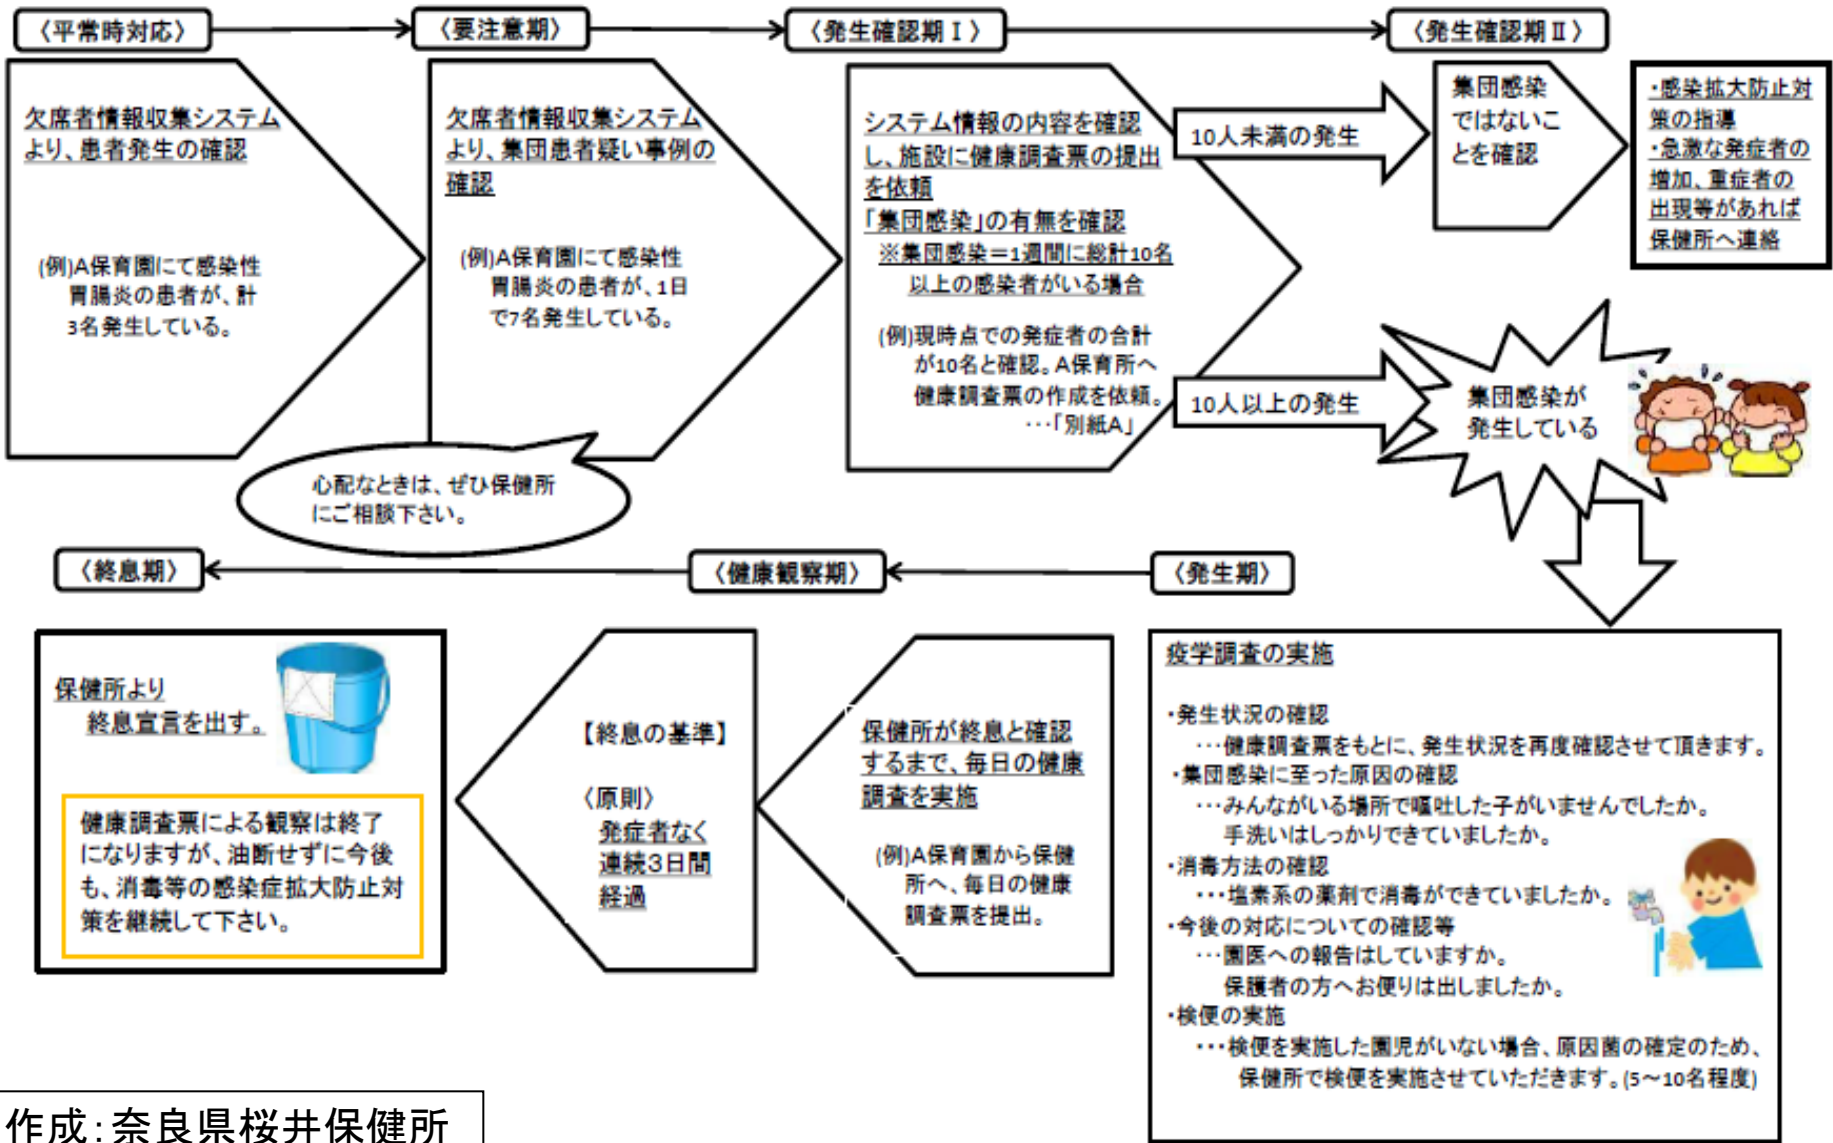 〈平常時対応〉
〈要注意期〉
〈発生確認期Ⅰ〉
〈発生確認期Ⅱ〉
欠席者情報収集システム
より、患者発生の確認
(例)A保育園にて感染性
胃腸炎の患者が、計
3名発生している。
欠席者情報収集システム
より、集団患者疑い事例の
確認
(例)A保育園にて感染性
胃腸炎の患者が、1日
で7名発生している。
心配なときは、ぜひ保健所
にご相談下さい。
システム情報の内容を確認
し、施設に健康調査票の提出
を依頼
「集団感染」の有無を確認
※集団感染＝1週間に総計10名
以上の感染者がいる場合
(例)現時点での発症者の合計
が10名と確認。A保育所へ
健康調査票の作成を依頼。
…「別紙A」
10人未満の発生
集団感染
ではないこ
とを確認
・感染拡大防止対
策の指導
・急激な発症者の
増加、重症者の
出現等があれば
保健所へ連絡
10人以上の発生
集団感染が
発生している
〈発生期〉
〈健康観察期〉
〈終息期〉
疫学調査の実施
・発生状況の確認
…健康調査票をもとに、発生状況を再度確認させて頂きます。
・集団感染に至った原因の確認
…みんながいる場所で嘔吐した子がいませんでしたか。
手洗いはしっかりできていましたか。
・消毒方法の確認
…塩素系の薬剤で消毒ができていましたか。
・今後の対応についての確認等
…園医への報告はしていますか。
保護者の方へお便りは出しましたか。
・検便の実施
…検便を実施した園児がいない場合、原因菌の確定のため、
保健所で検便を実施させていただきます。(5～10名程度)
保健所が終息と確認
するまで、毎日の健康
調査を実施
(例)A保育園から保健
所へ、毎日の健康
調査票を提出。
【終息の基準】
〈原則〉
発症者なく
連続3日間
経過
保健所より
終息宣言を出す。
健康調査票による観察は終了
になりますが、油断せずに今後
も、消毒等の感染症拡大防止対
策を継続して下さい。
作成：奈良県桜井保健所